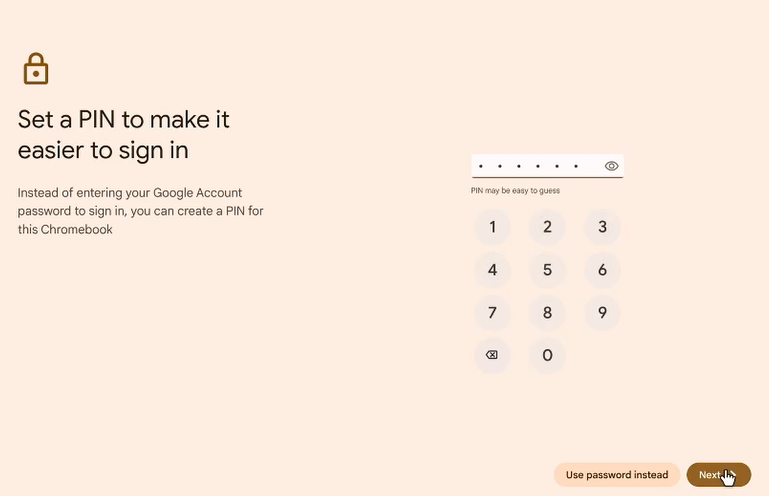 Set a PIN to make it
easier to sign in
Instead of entering your Google Account
password to sign in, you can create a PIN for
this Chromebook
PIN may be easy to guess
1 2 3
4 5 6
7 8 9
0
Use password instead
Next